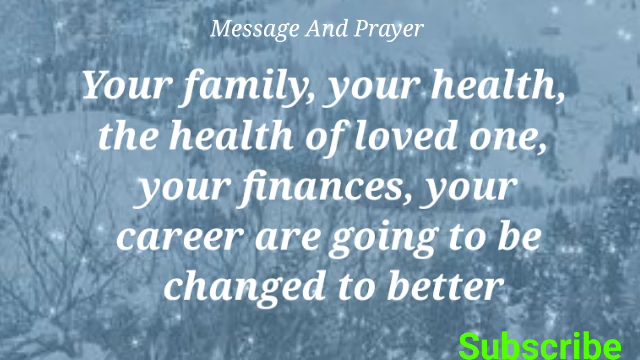 Message And Prayer
Your family, your health,
the health of loved one,
your finances, your
career are going to be
changed to better
Subscribe